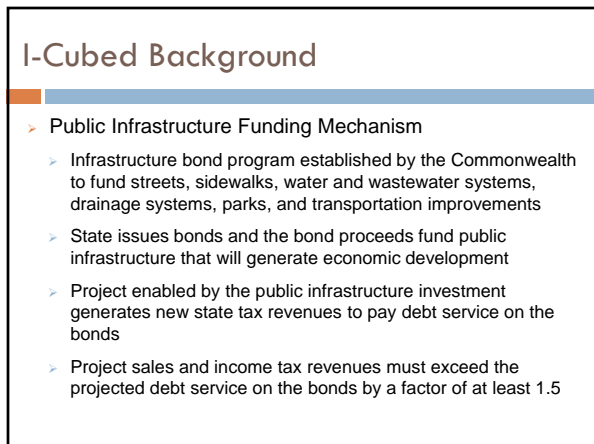 I-Cubed Background
➢ Public Infrastructure Funding Mechanism
➢ Infrastructure bond program established by the Commonwealth
to fund streets, sidewalks, water and wastewater systems,
drainage systems, parks, and transportation improvements
➢ State issues bonds and the bond proceeds fund public
infrastructure that will generate economic development
➢ Project enabled by the public infrastructure investment
generates new state tax revenues to pay debt service on the
bonds
➢ Project sales and income tax revenues must exceed the
projected debt service on the bonds by a factor of at least 1.5